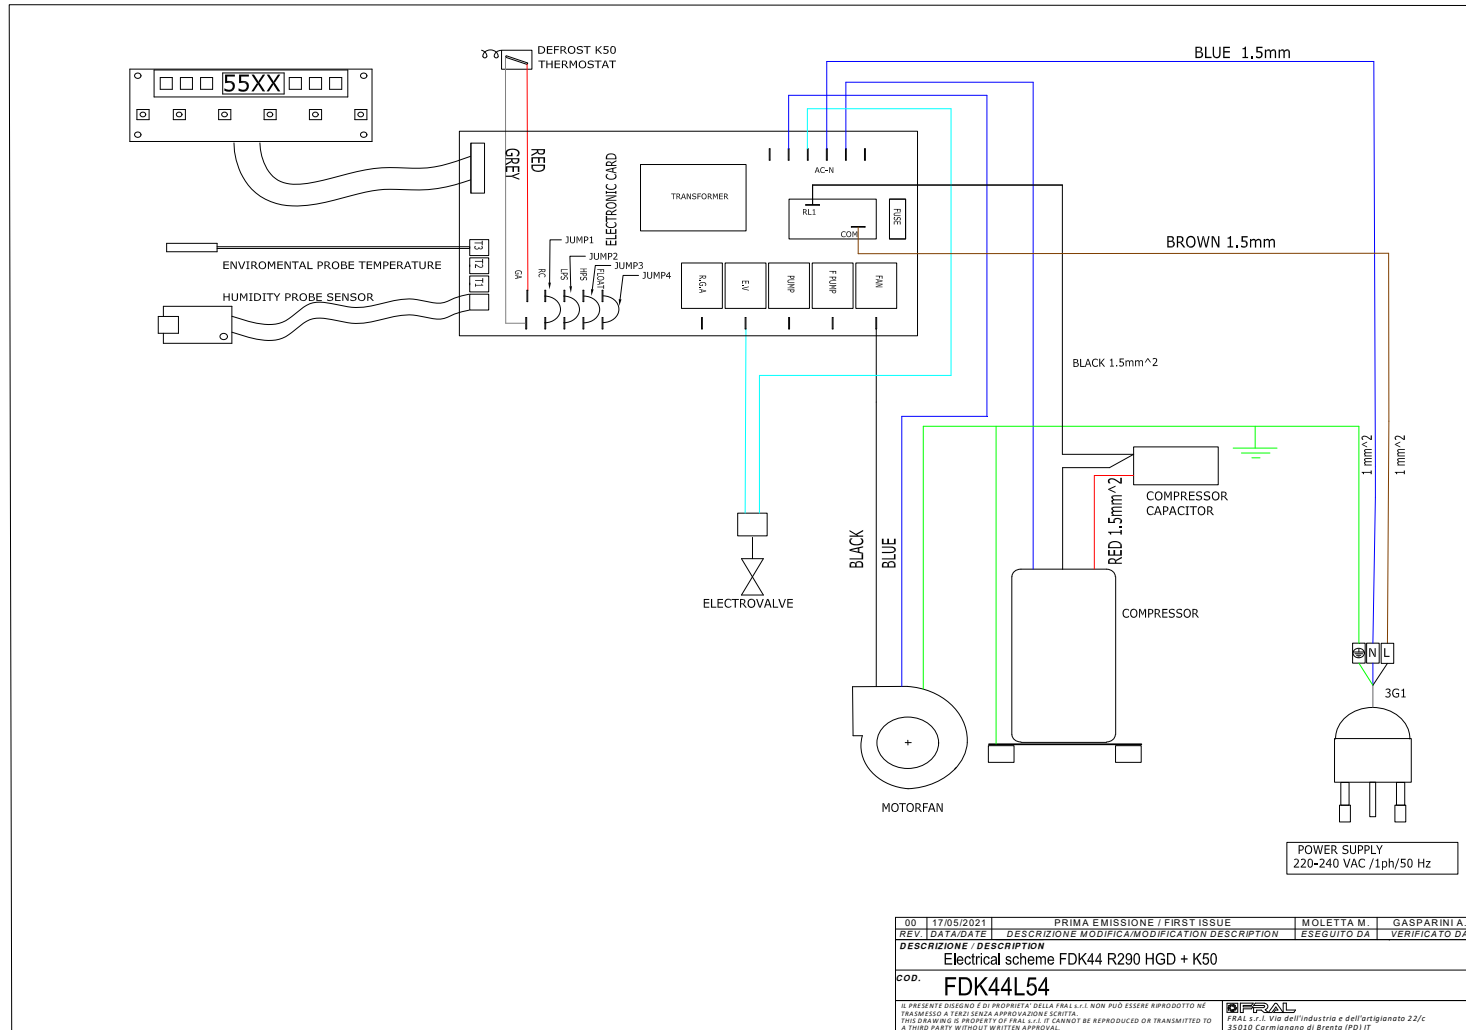 DEFROST K50
THERMOSTAT
BLUE 1.5mm
55XX
RED
GREY
ELECTRONIC CARD
TRANSFORMER
AC-N
RL1
COM
FUSE
BROWN 1.5mm
T3
T2
T1
ENVIROMENTAL PROBE TEMPERATURE
HUMIDITY PROBE SENSOR
GA
RC
LPS
HPS
FLOAT
JUMP1
JUMP2
JUMP3
JUMP4
R.G.A
E.V
PUMP
F PUMP
FAN
BLACK 1.5mm^2
1 mm^2
1 mm^2
COMPRESSOR
CAPACITOR
RED 1.5mm^2
BLACK
BLUE
ELECTROVALVE
COMPRESSOR
N L
3G1
MOTORFAN
POWER SUPPLY
220-240 VAC /1ph/50 Hz
00 17/05/2021 PRIMA EMISSIONE / FIRST ISSUE MOLETTA M. GASPARINI A.
REV. DATA/DATE DESCRIZIONE MODIFICA/MODIFICATION DESCRIPTION ESEGUITO DA VERIFICATO DA
DESCRIZIONE / DESCRIPTION
Electrical scheme FDK44 R290 HGD + K50
COD.
FDK44L54
IL PRESENTE DISEGNO È DI PROPRIETA' DELLA FRAL s.r.l. NON PUÒ ESSERE RIPRODOTTO NÉ
TRASMESSO A TERZI SENZA APPROVAZIONE SCRITTA.
THIS DRAWING IS PROPERTY OF FRAL s.r.l. IT CANNOT BE REPRODUCED OR TRANSMITTED TO
A THIRD PARTY WITHOUT WRITTEN APPROVAL.
FRAL
FRAL s.r.l. Via dell'industria e dell'artigianato 22/c
35010 Carmignano di Brenta (PD) IT